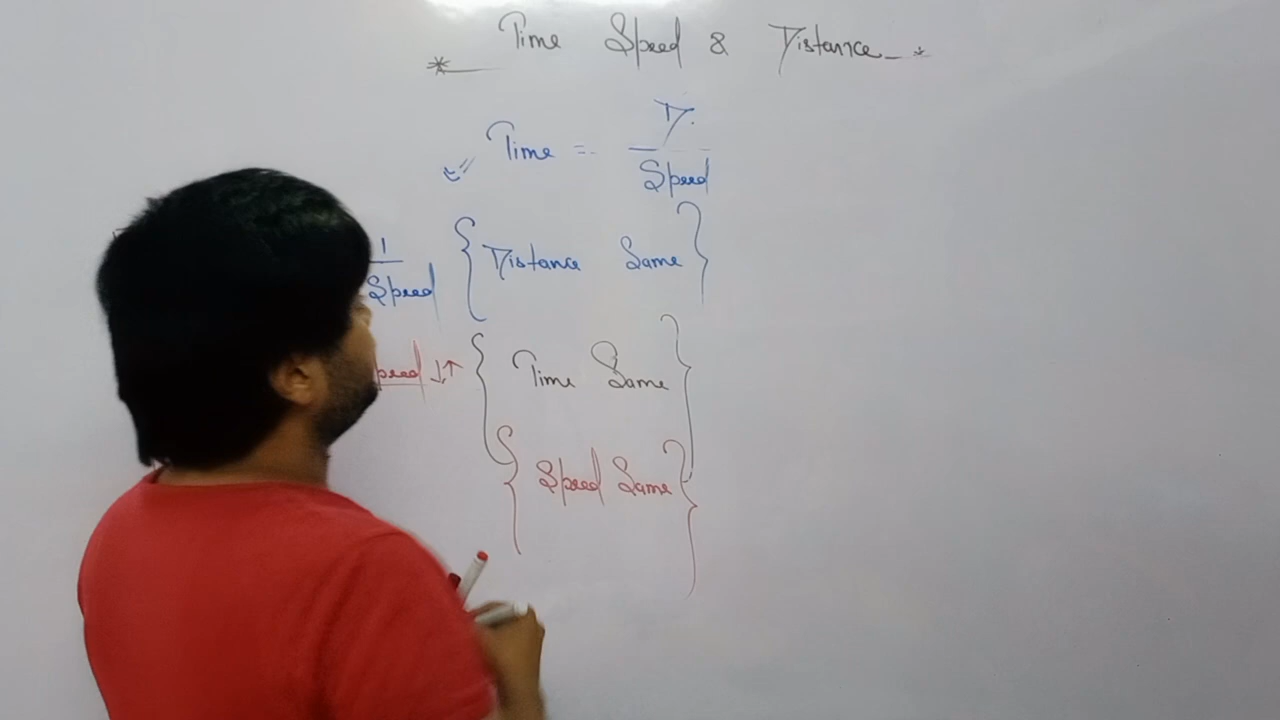 Time Speed & Distance
Time = D
Speed
1
Speed { Distance Same }
Speed ↓↑ { Time Same }
{ Speed Same }